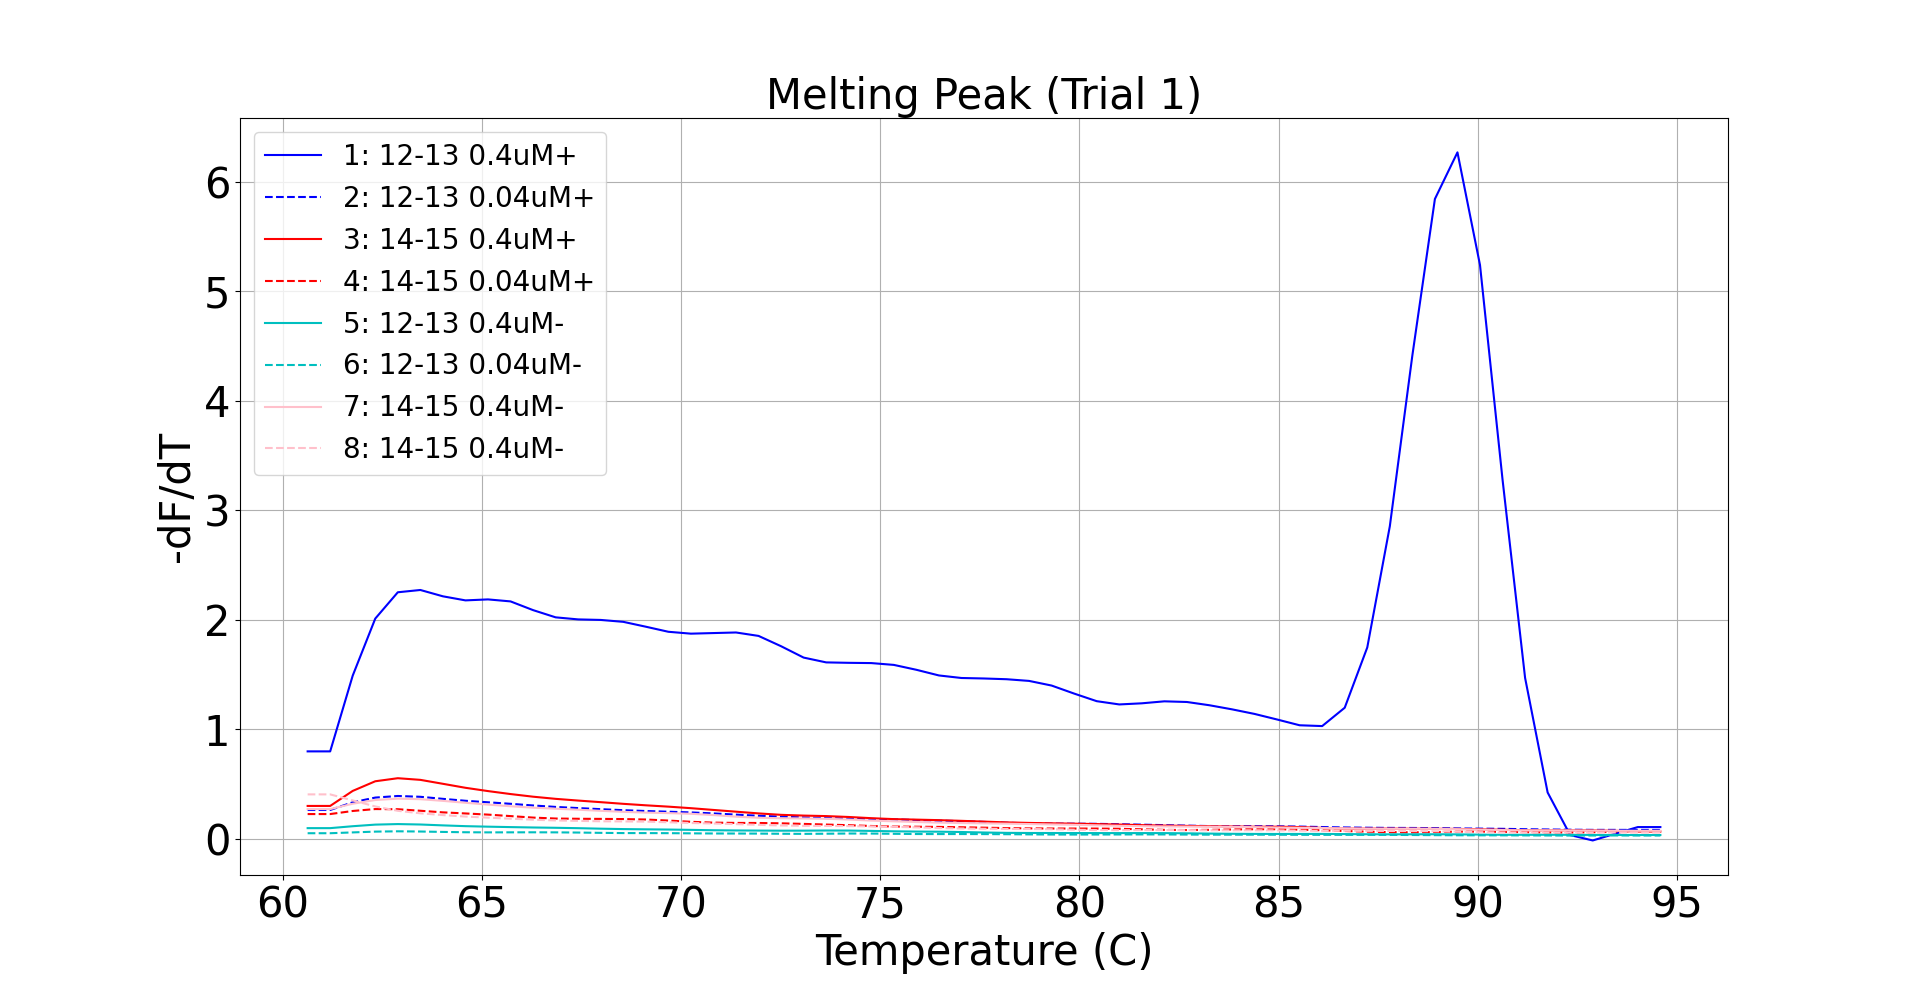 Melting Peak (Trial 1)
1: 12-13 0.4uM+
2: 12-13 0.04uM+
3: 14-15 0.4uM+
4: 14-15 0.04uM+
5: 12-13 0.4uM-
6: 12-13 0.04uM-
7: 14-15 0.4uM-
8: 14-15 0.4uM-
-dF/dT
6
5
4
3
2
1
0
60 65 70 75 80 85 90 95
Temperature (C)